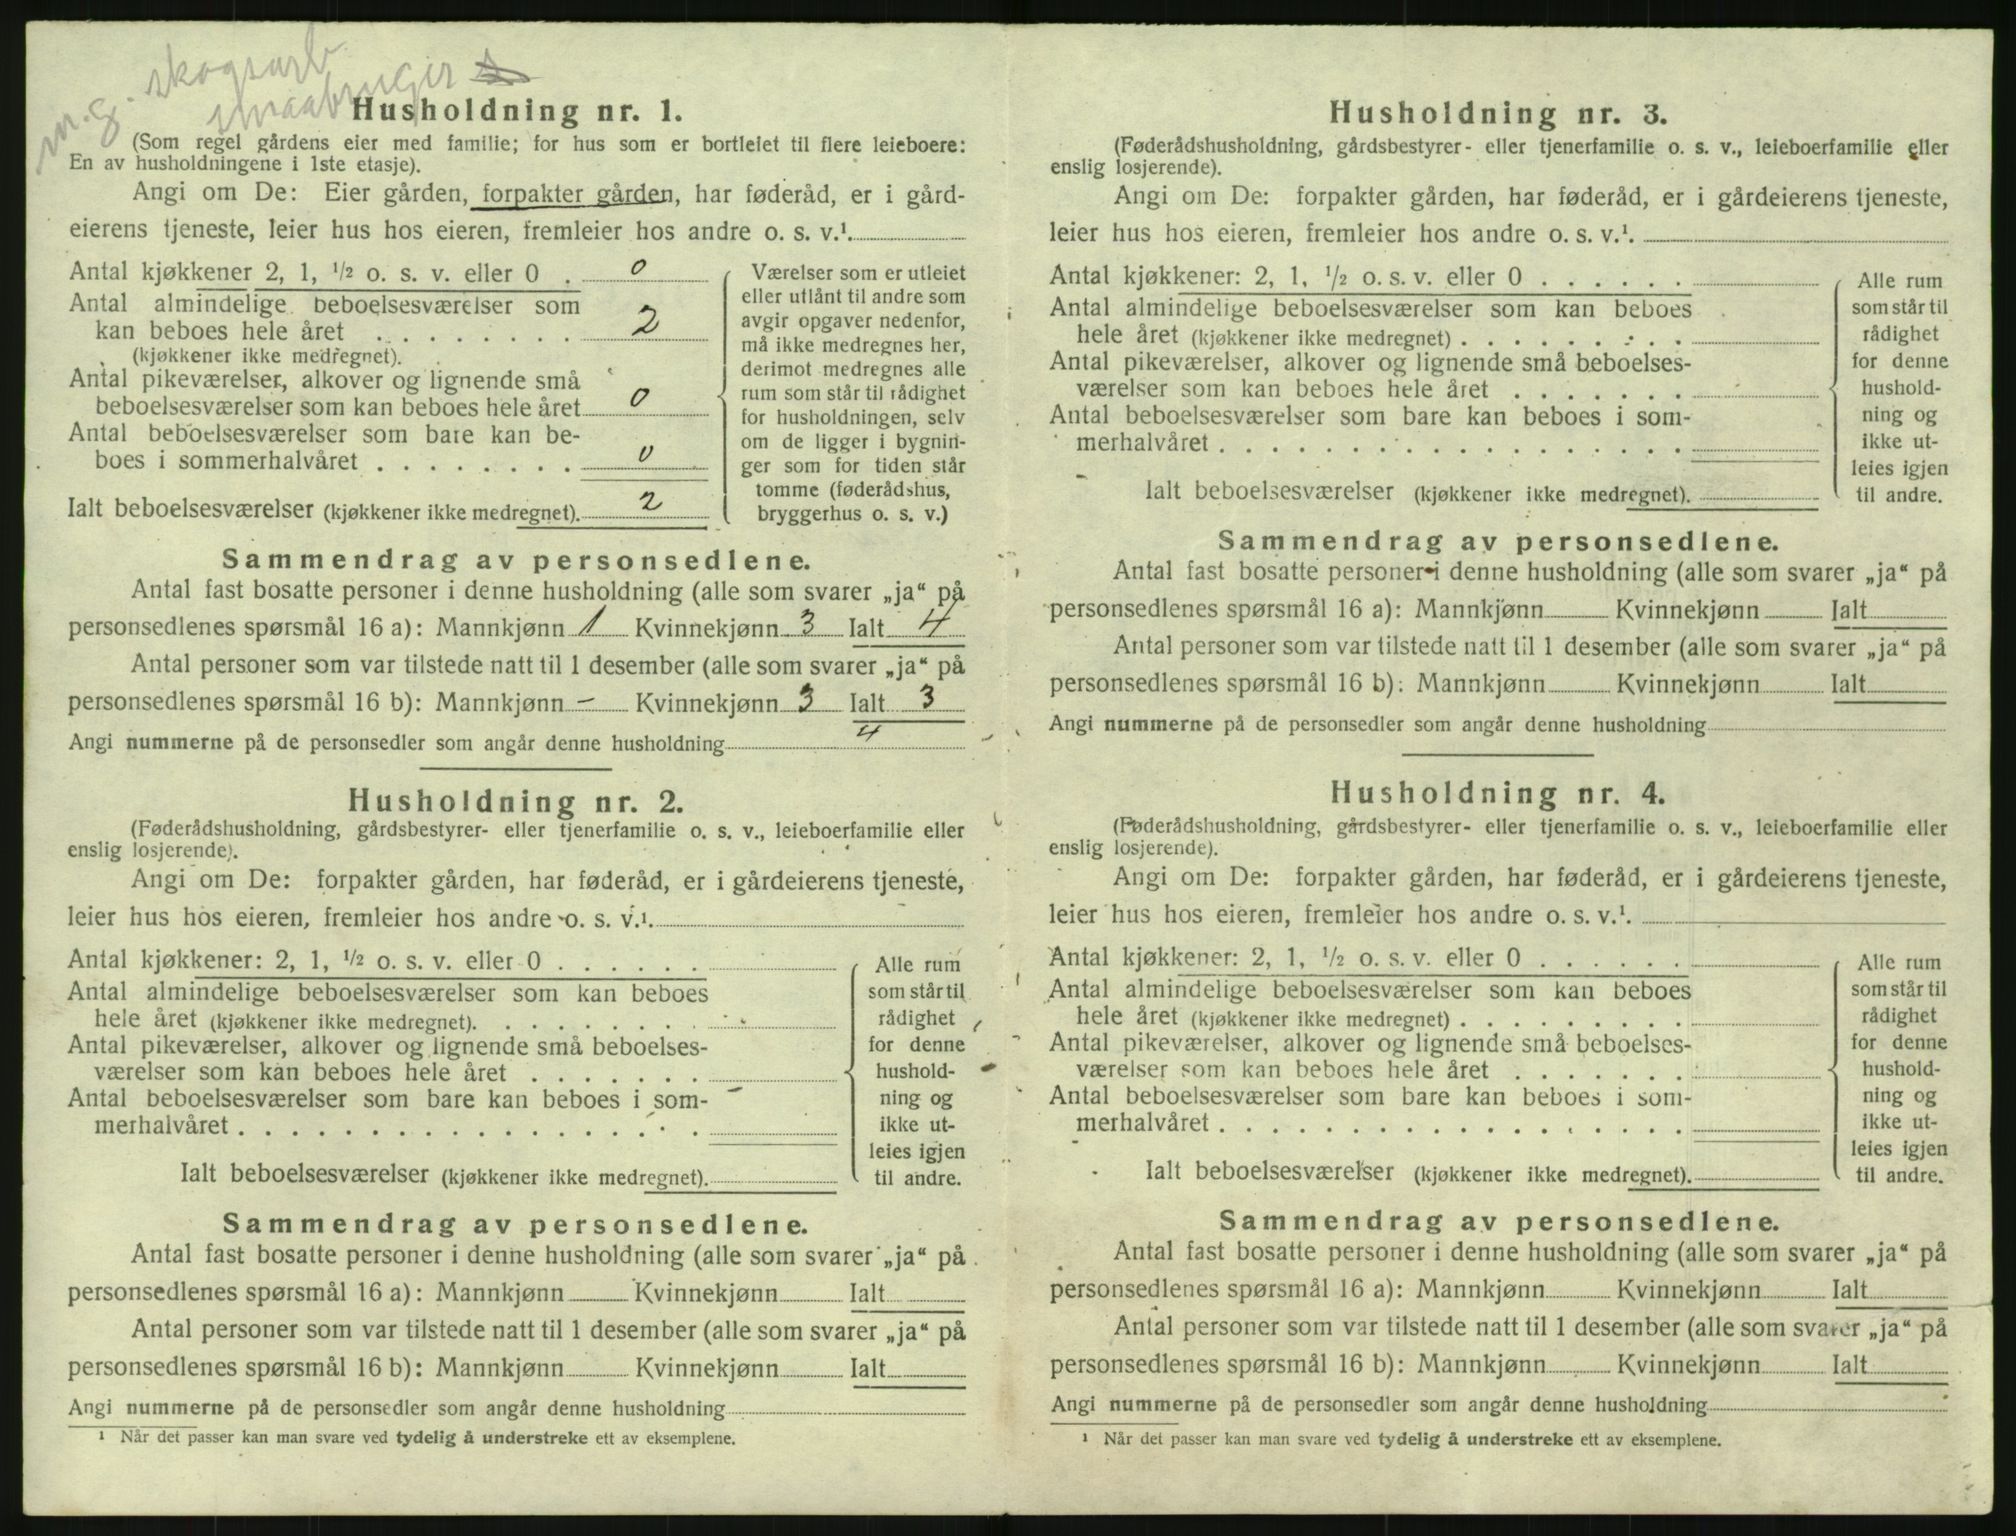 m.g. skogsarb
smaabruger
Husholdning nr. 1.
(Som regel gårdens eier med familie; for hus som er bortleiet til flere leieboere:
En av husholdningene i 1ste etasje).
Angi om De: Eier gården, forpakter gården, har føderåd, er i gård-
eierens tjeneste, leier hus hos eieren, fremleier hos andre o. s. v.¹.
Antal kjøkkener 2, 1, ½ o. s. v. eller 0 . 0
Antal almindelige beboelsesværelser som
kan beboes hele året . . . . . . . . 2
(kjøkkener ikke medregnet).
Antal pikeværelser, alkover og lignende små
beboelsesværelser som kan beboes hele året 0
Antal beboelsesværelser som bare kan be-
boes i sommerhalvåret . . . . . . . . 0
Ialt beboelsesværelser (kjøkkener ikke medregnet). 2
Værelser som er utleiet
eller utlånt til andre som
avgir opgaver nedenfor,
må ikke medregnes her,
derimot medregnes alle
rum som står til rådighet
for husholdningen, selv
om de ligger i bygnin-
ger som for tiden står
tomme (føderådshus,
bryggerhus o. s. v.)
Sammendrag av personsedlene.
Antal fast bosatte personer i denne husholdning (alle som svarer „ja“ på
personsedlenes spørsmål 16 a): Mannkjønn 1 Kvinnekjønn 3 Ialt 4
Antal personer som var tilstede natt til 1 desember (alle som svarer „ja“ på
personsedlenes spørsmål 16 b): Mannkjønn – Kvinnekjønn 3 Ialt 3
Angi nummerne på de personsedler som angår denne husholdning 4
Husholdning nr. 2.
(Føderådshusholdning, gårdsbestyrer- eller tjenerfamilie o. s. v., leieboerfamilie eller
enslig losjerende).
Angi om De: forpakter gården, har føderåd, er i gårdeierens tjeneste,
leier hus hos eieren, fremleier hos andre o. s. v.¹.
Antal kjøkkener: 2, 1, ½ o. s. v. eller 0 . . . . . .
Antal almindelige beboelsesværelser som kan beboes
hele året (kjøkkener ikke medregnet). . . . . . . . .
Antal pikeværelser, alkover og lignende små beboelses-
værelser som kan beboes hele året . . . . . . .
Antal beboelsesværelser som bare kan beboes i som-
merhalvåret . . . . . . . . . . . . . . . . . .
Ialt beboelsesværelser (kjøkkener ikke medregnet).
Alle rum
som står til
rådighet
for denne
hushold-
ning og
ikke ut-
leies igjen
til andre.
Sammendrag av personsedlene.
Antal fast bosatte personer i denne husholdning (alle som svarer „ja“ på
personsedlenes spørsmål 16 a): Mannkjønn Kvinnekjønn Ialt
Antal personer som var tilstede natt til 1 desember (alle som svarer „ja“ på
personsedlenes spørsmål 16 b): Mannkjønn Kvinnekjønn Ialt
Angi nummerne på de personsedler som angår denne husholdning
¹ Når det passer kan man svare ved tydelig å understreke ett av eksemplene.
Husholdning nr. 3.
(Føderådshusholdning, gårdsbestyrer- eller tjenerfamilie o. s. v., leieboerfamilie eller
enslig losjerende).
Angi om De: forpakter gården, har føderåd, er i gårdeierens tjeneste,
leier hus hos eieren, fremleier hos andre o. s. v.¹.
Antal kjøkkener: 2, 1, ½ o. s. v. eller 0 . . . . . .
Antal almindelige beboelsesværelser som kan beboes
hele året (kjøkkener ikke medregnet) . . . . . . . . .
Antal pikeværelser, alkover og lignende små beboelses-
værelser som kan beboes hele året . . . . . . .
Antal beboelsesværelser som bare kan beboes i som-
merhalvåret . . . . . . . . . . . . . . . . . .
Ialt beboelsesværelser (kjøkkener ikke medregnet).
Alle rum
som står til
rådighet
for denne
hushold-
ning og
ikke ut-
leies igjen
til andre.
Sammendrag av personsedlene.
Antal fast bosatte personer i denne husholdning (alle som svarer „ja“ på
personsedlenes spørsmål 16 a): Mannkjønn Kvinnekjønn Ialt
Antal personer som var tilstede natt til 1 desember (alle som svarer „ja“ på
personsedlenes spørsmål 16 b): Mannkjønn Kvinnekjønn Ialt
Angi nummerne på de personsedler som angår denne husholdning
Husholdning nr. 4.
(Føderådshusholdning, gårdsbestyrer- eller tjenerfamilie o. s. v., leieboerfamilie eller
enslig losjerende).
Angi om De: forpakter gården, har føderåd, er i gårdeierens tjeneste,
leier hus hos eieren, fremleier hos andre o. s. v.¹.
Antal kjøkkener: 2, 1, ½ o. s. v. eller 0 . . . . . .
Antal almindelige beboelsesværelser som kan beboes
hele året (kjøkkener ikke medregnet) . . . . . . . . .
Antal pikeværelser, alkover og lignende små beboelses-
værelser som kan beboes hele året . . . . . . .
Antal beboelsesværelser som bare kan beboes i som-
merhalvåret . . . . . . . . . . . . . . . . . .
Ialt beboelsesværelser (kjøkkener ikke medregnet).
Alle rum
som står til
rådighet
for denne
hushold-
ning og
ikke ut-
leies igjen
til andre.
Sammendrag av personsedlene.
Antal fast bosatte personer i denne husholdning (alle som svarer „ja“ på
personsedlenes spørsmål 16 a): Mannkjønn Kvinnekjønn Ialt
Antal personer som var tilstede natt til 1 desember (alle som svarer „ja“ på
personsedlenes spørsmål 16 b): Mannkjønn Kvinnekjønn Ialt
Angi nummerne på de personsedler som angår denne husholdning
¹ Når det passer kan man svare ved tydelig å understreke ett av eksemplene.